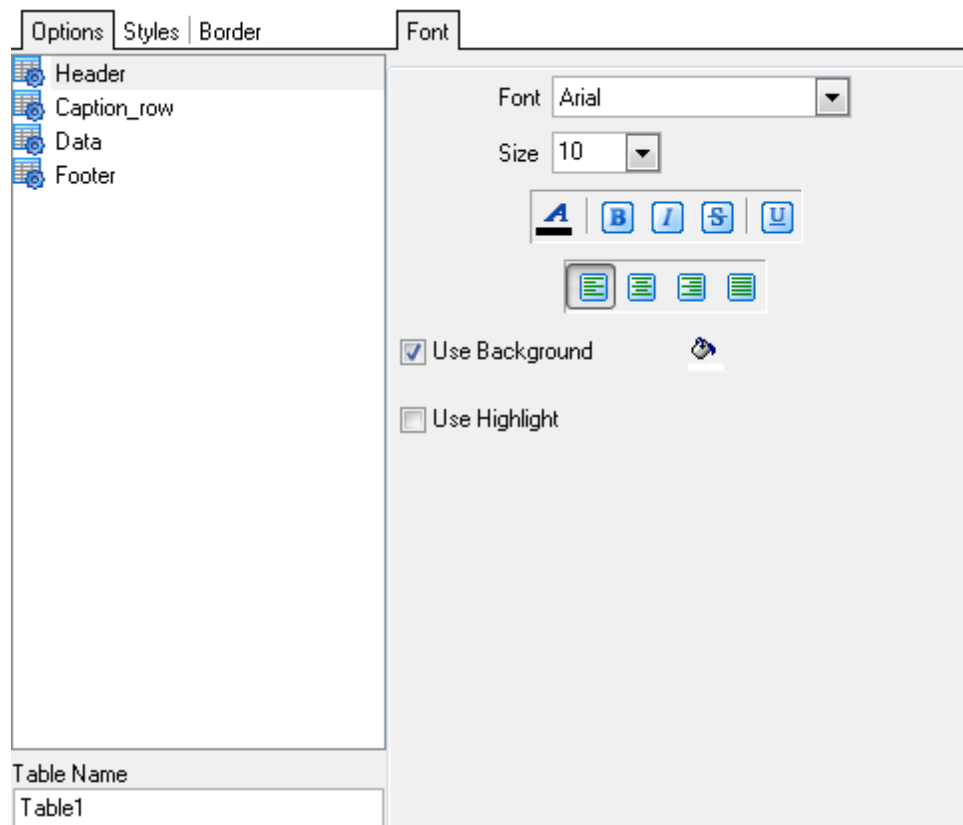 Options Styles Border
Header
Caption_row
Data
Footer
Table Name
Table1
Font
Font Arial
Size 10
A B I S U
Use Background
Use Highlight